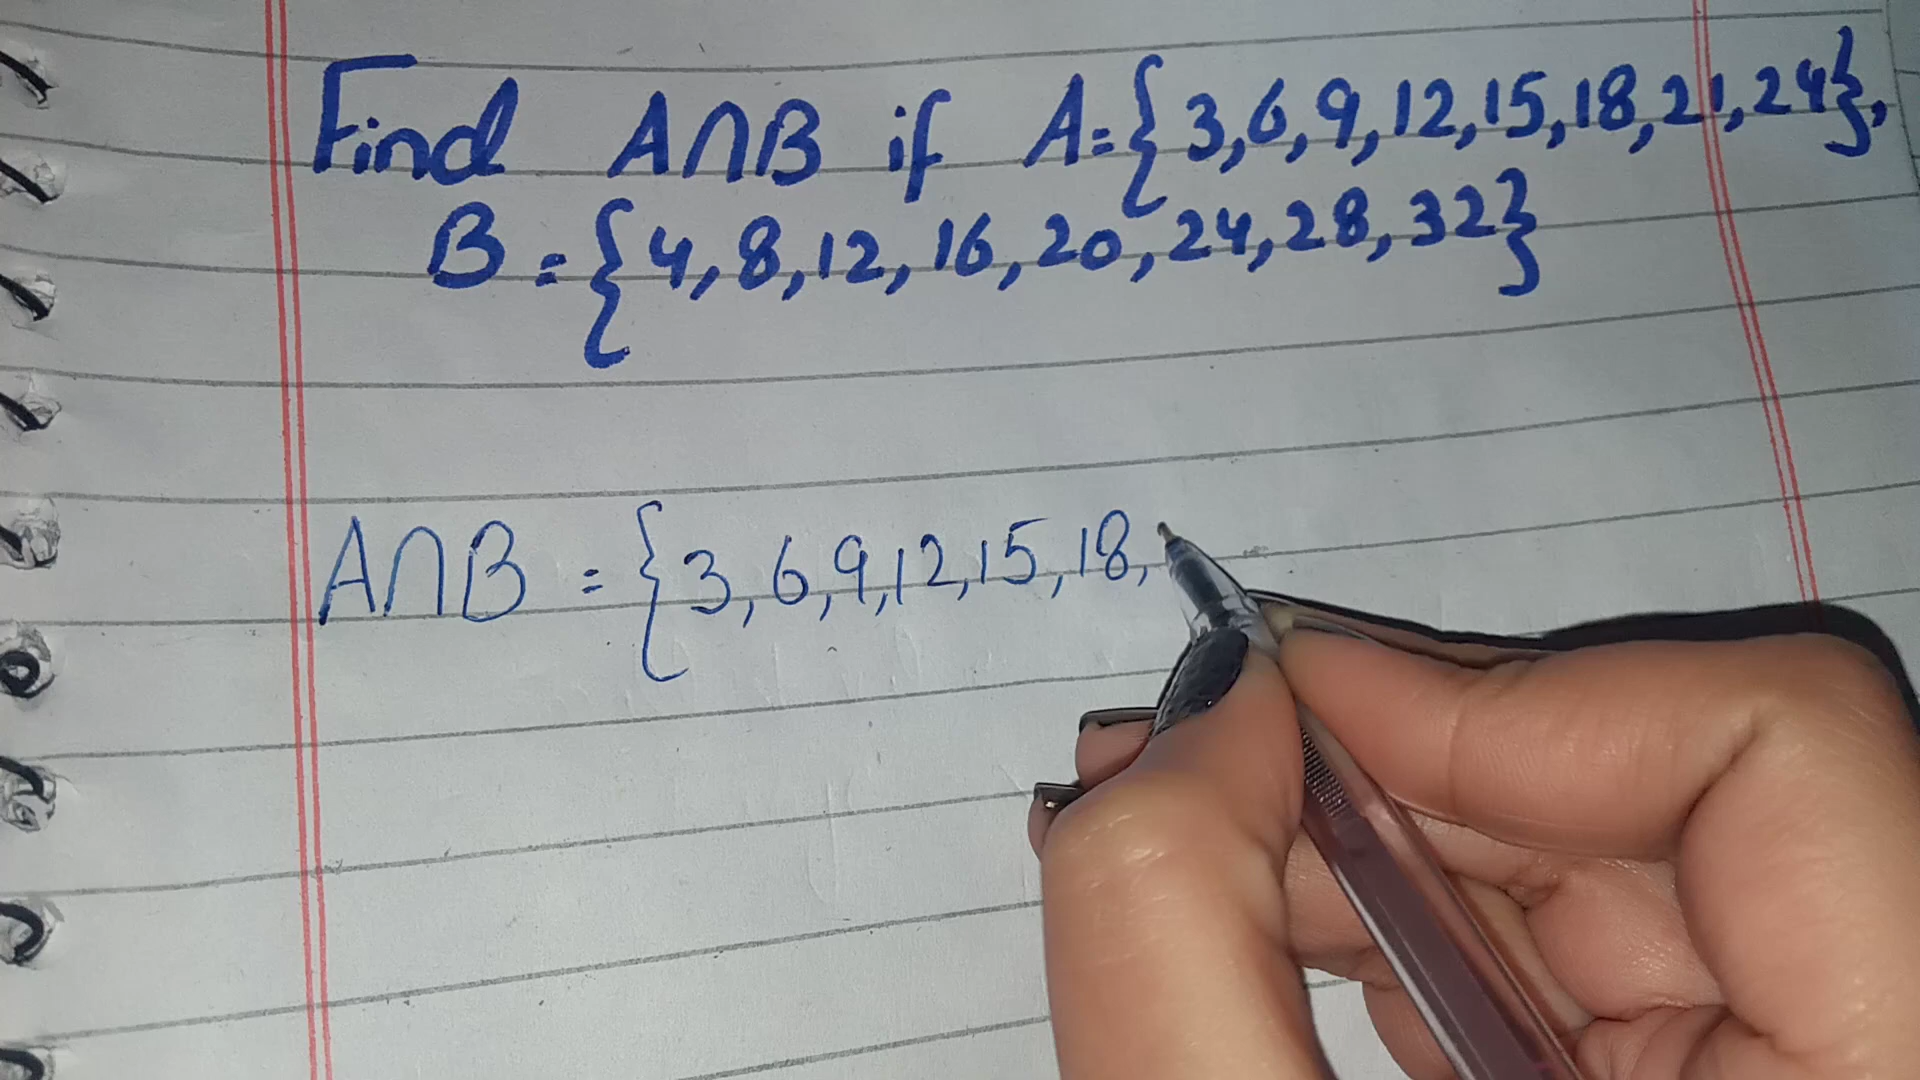 Find A∩B if A={3,6,9,12,15,18,21,24},
B={4,8,12,16,20,24,28,32}
A∩B = {3,6,9,12,15,18,